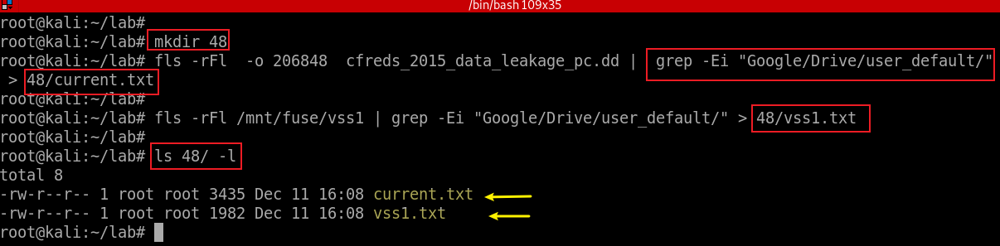 /bin/bash 109x35
root@kali:~/lab#
root@kali:~/lab# mkdir 48
root@kali:~/lab# fls -rFl  -o 206848  cfreds_2015_data_leakage_pc.dd |  grep -Ei "Google/Drive/user_default/"
 > 48/current.txt
root@kali:~/lab#
root@kali:~/lab# fls -rFl /mnt/fuse/vss1 | grep -Ei "Google/Drive/user_default/" > 48/vss1.txt
root@kali:~/lab#
root@kali:~/lab# ls 48/ -l
total 8
-rw-r--r-- 1 root root 3435 Dec 11 16:08 current.txt
-rw-r--r-- 1 root root 1982 Dec 11 16:08 vss1.txt
root@kali:~/lab#